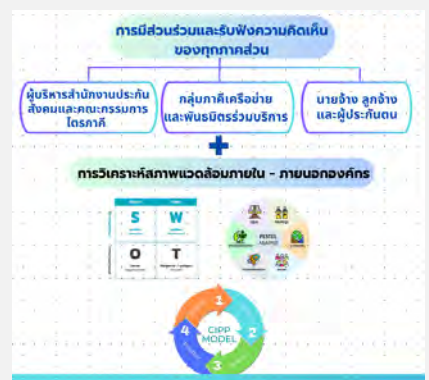 การมีส่วนร่วมและรับฟังความคิดเห็น
ของทุกภาคส่วน
ผู้บริหารสำนักงานประกัน
สังคมและคณะกรรมการ
ไตรภาคี
กลุ่มภาคีเครือข่าย
และพันธมิตรร่วมบริการ
นายจ้าง ลูกจ้าง
และผู้ประกันตน
+
การวิเคราะห์สภาพแวดล้อมภายใน - ภายนอกองค์กร
S W
O T
PESTEL
1
2
3
4
CIPP
MODEL